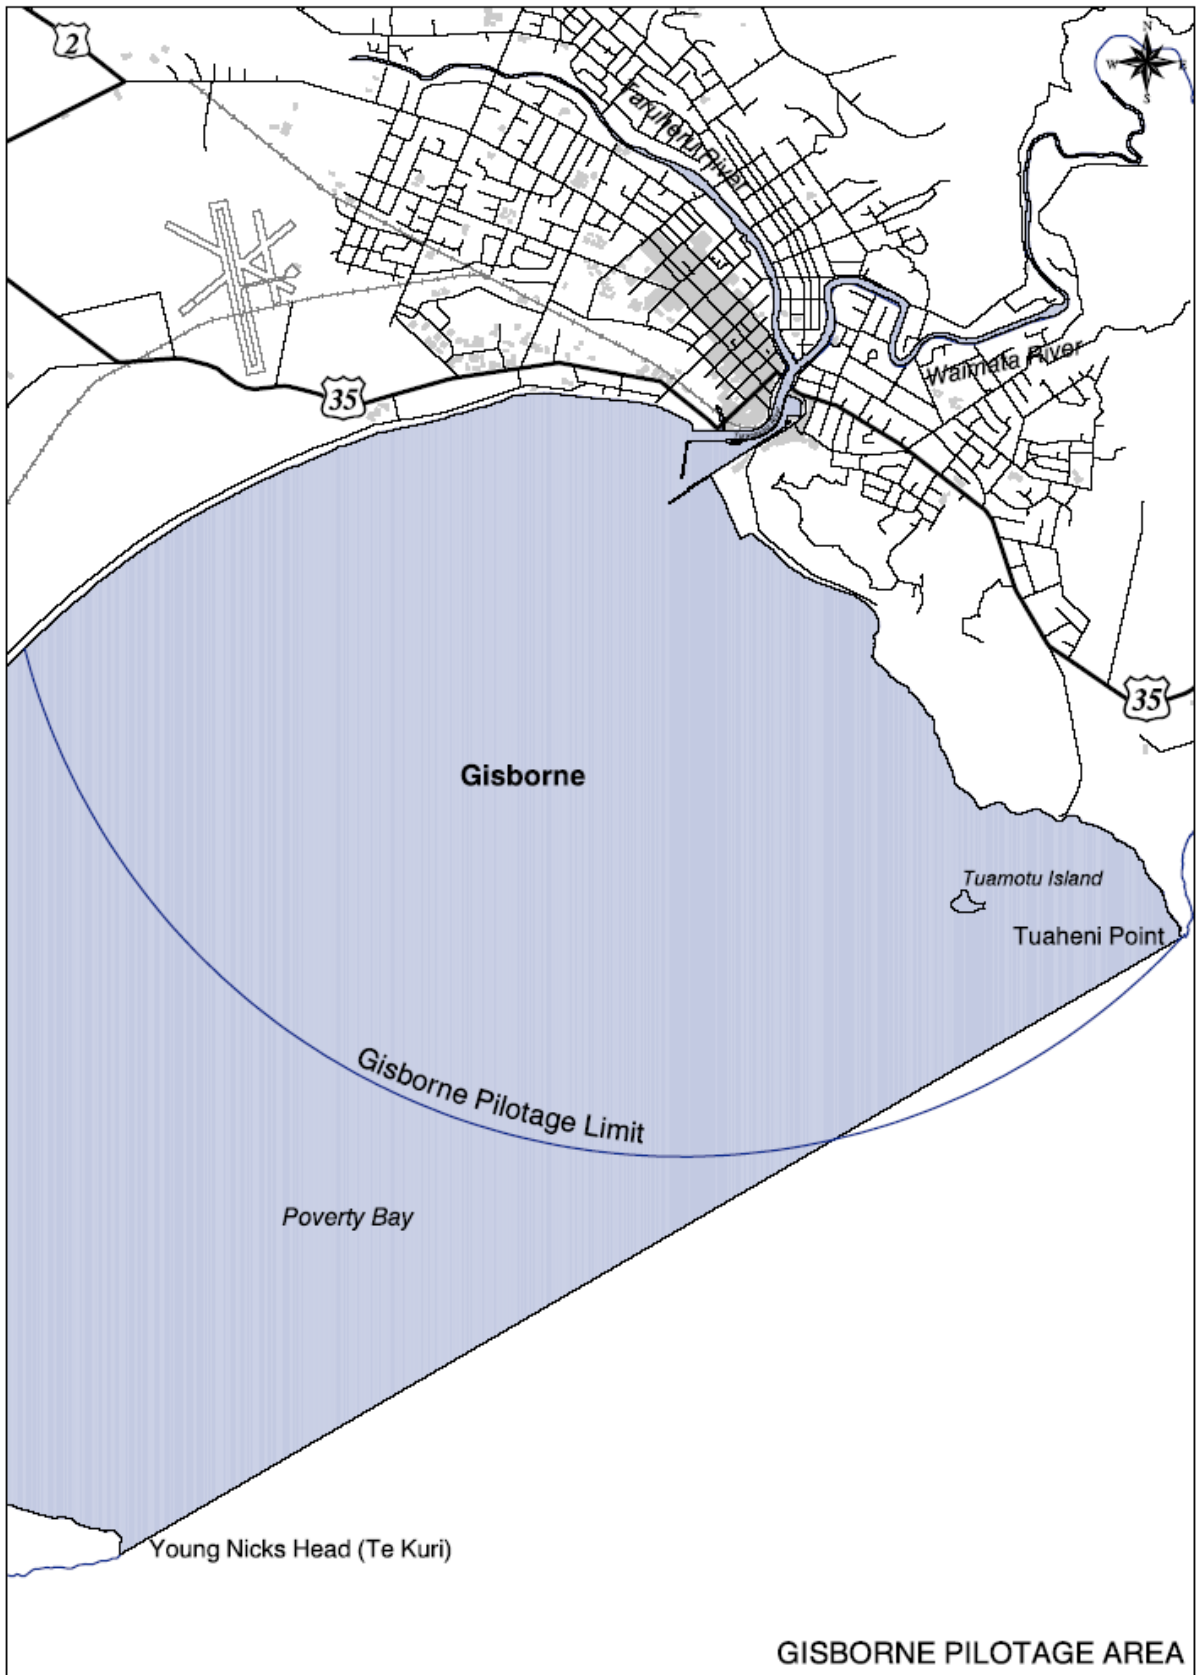 2
N
W
E
S
Taruheru River
35
Waimata River
35
Gisborne
Tuamotu Island
Tuaheni Point
Gisborne Pilotage Limit
Poverty Bay
Young Nicks Head (Te Kuri)
GISBORNE PILOTAGE AREA